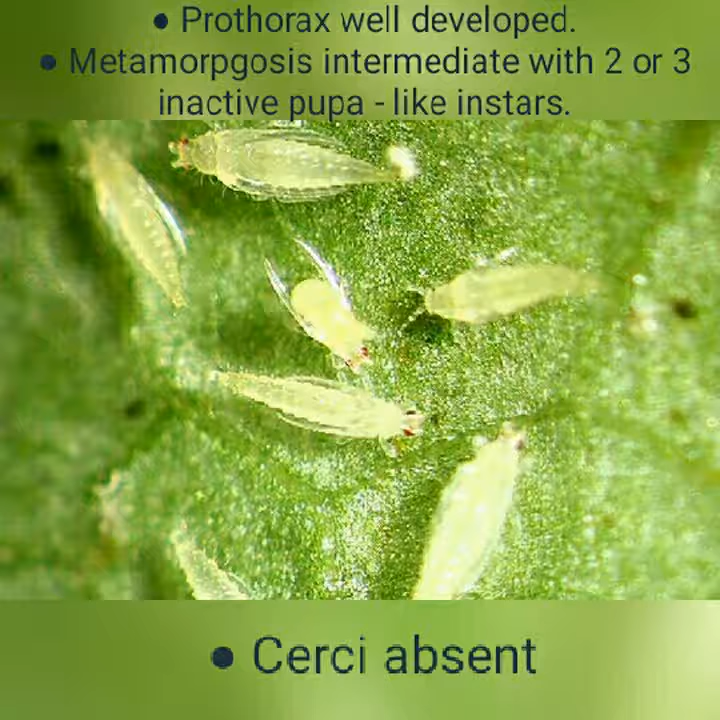 • Prothorax well developed.
• Metamorpgosis intermediate with 2 or 3
inactive pupa - like instars.
• Cerci absent